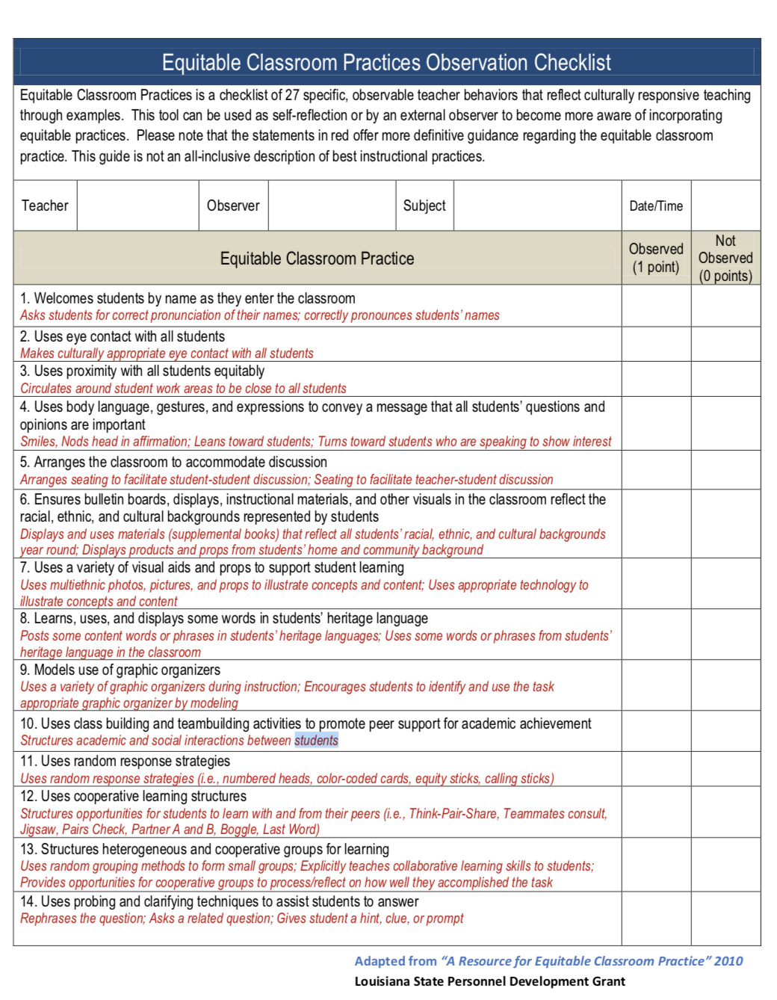 Equitable Classroom Practices Observation Checklist
Equitable Classroom Practices is a checklist of 27 specific, observable teacher behaviors that reflect culturally responsive teaching
through examples.  This tool can be used as self-reflection or by an external observer to become more aware of incorporating
equitable practices.  Please note that the statements in red offer more definitive guidance regarding the equitable classroom
practice. This guide is not an all-inclusive description of best instructional practices.
Teacher Observer Subject Date/Time
Equitable Classroom Practice
Observed
(1 point)
Not
Observed
(0 points)
1. Welcomes students by name as they enter the classroom
Asks students for correct pronunciation of their names; correctly pronounces students' names
2. Uses eye contact with all students
Makes culturally appropriate eye contact with all students
3. Uses proximity with all students equitably
Circulates around student work areas to be close to all students
4. Uses body language, gestures, and expressions to convey a message that all students' questions and
opinions are important
Smiles, Nods head in affirmation; Leans toward students; Turns toward students who are speaking to show interest
5. Arranges the classroom to accommodate discussion
Arranges seating to facilitate student-student discussion; Seating to facilitate teacher-student discussion
6. Ensures bulletin boards, displays, instructional materials, and other visuals in the classroom reflect the
racial, ethnic, and cultural backgrounds represented by students
Displays and uses materials (supplemental books) that reflect all students' racial, ethnic, and cultural backgrounds
year round; Displays products and props from students' home and community background
7. Uses a variety of visual aids and props to support student learning
Uses multiethnic photos, pictures, and props to illustrate concepts and content; Uses appropriate technology to
illustrate concepts and content
8. Learns, uses, and displays some words in students' heritage language
Posts some content words or phrases in students' heritage languages; Uses some words or phrases from students'
heritage language in the classroom
9. Models use of graphic organizers
Uses a variety of graphic organizers during instruction; Encourages students to identify and use the task
appropriate graphic organizer by modeling
10. Uses class building and teambuilding activities to promote peer support for academic achievement
Structures academic and social interactions between students
11. Uses random response strategies
Uses random response strategies (i.e., numbered heads, color-coded cards, equity sticks, calling sticks)
12. Uses cooperative learning structures
Structures opportunities for students to learn with and from their peers (i.e., Think-Pair-Share, Teammates consult,
Jigsaw, Pairs Check, Partner A and B, Boggle, Last Word)
13. Structures heterogeneous and cooperative groups for learning
Uses random grouping methods to form small groups; Explicitly teaches collaborative learning skills to students;
Provides opportunities for cooperative groups to process/reflect on how well they accomplished the task
14. Uses probing and clarifying techniques to assist students to answer
Rephrases the question; Asks a related question; Gives student a hint, clue, or prompt
Adapted from "A Resource for Equitable Classroom Practice" 2010
Louisiana State Personnel Development Grant